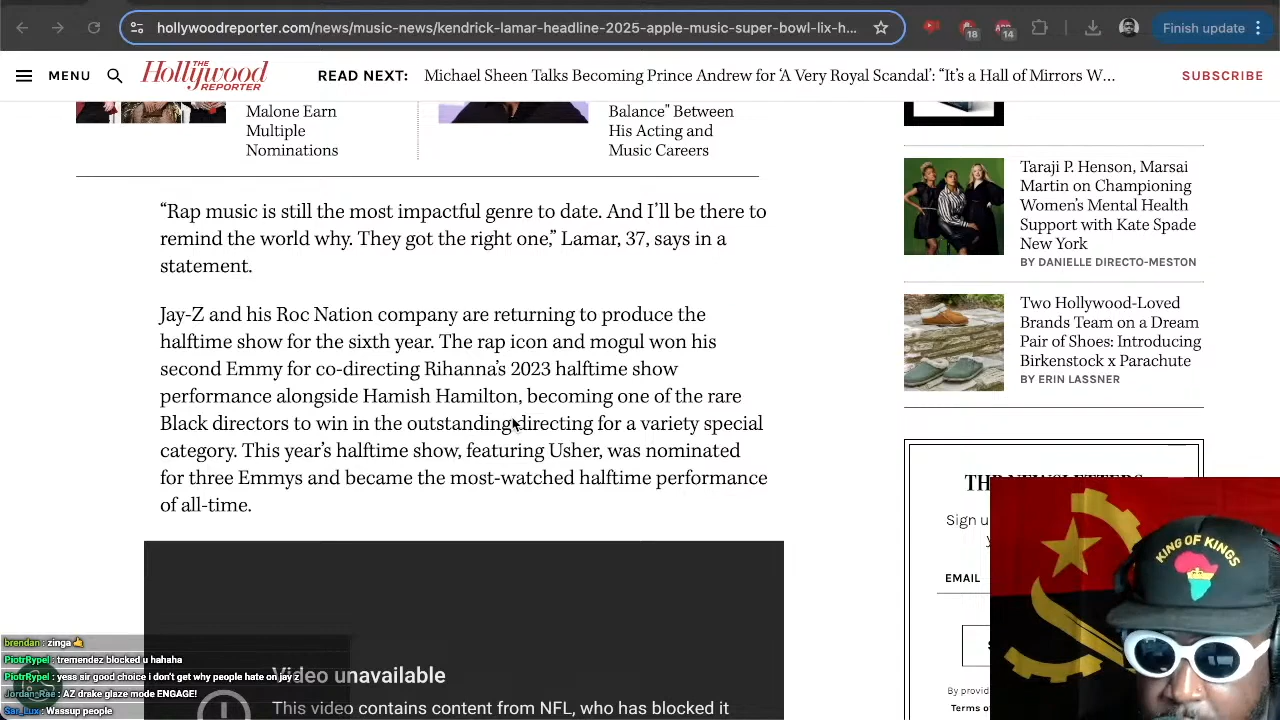 hollywoodreporter.com/news/music-news/kendrick-lamar-headline-2025-apple-music-super-bowl-lix-h...
18
14
Finish update
MENU
THE Hollywood REPORTER
READ NEXT:
Michael Sheen Talks Becoming Prince Andrew for ‘A Very Royal Scandal’: “It’s a Hall of Mirrors W…
SUBSCRIBE
Malone Earn
Multiple
Nominations
Balance" Between
His Acting and
Music Careers
“Rap music is still the most impactful genre to date. And I’ll be there to
remind the world why. They got the right one,” Lamar, 37, says in a
statement.
Jay-Z and his Roc Nation company are returning to produce the
halftime show for the sixth year. The rap icon and mogul won his
second Emmy for co-directing Rihanna’s 2023 halftime show
performance alongside Hamish Hamilton, becoming one of the rare
Black directors to win in the outstanding directing for a variety special
category. This year’s halftime show, featuring Usher, was nominated
for three Emmys and became the most-watched halftime performance
of all-time.
Video unavailable
This video contains content from NFL, who has blocked it
Taraji P. Henson, Marsai
Martin on Championing
Women’s Mental Health
Support with Kate Spade
New York
BY DANIELLE DIRECTO-MESTON
Two Hollywood-Loved
Brands Team on a Dream
Pair of Shoes: Introducing
Birkenstock x Parachute
BY ERIN LASSNER
Sign u
EMAIL
By provid
Terms o
KING OF KINGS
brendan : zinga
PiotrRypel : tremendez blocked u hahaha
PiotrRypel : yess sir good choice i don't get why people hate on jay z
Jordan_Rae : AZ drake glaze mode ENGAGE!
Sar_Lux : Wassup people